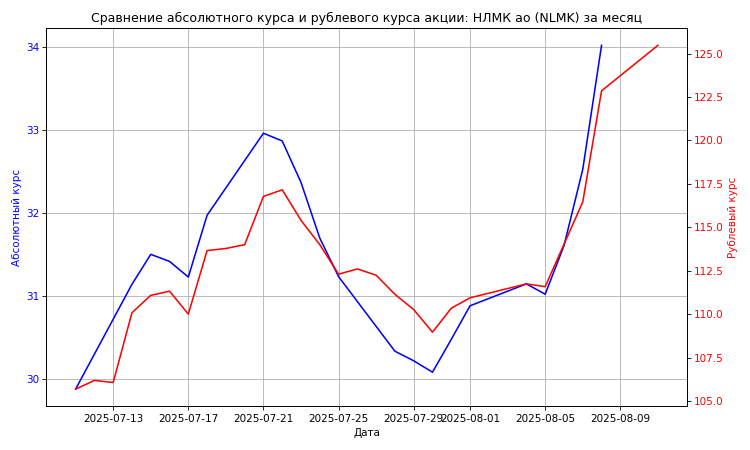 Сравнение абсолютного курса и рублевого курса акции: НЛМК ао (NLMK) за месяц
34
33
32
31
30
Абсолютный курс
125.0
122.5
120.0
117.5
115.0
112.5
110.0
107.5
105.0
Рублевый курс
2025-07-13 2025-07-17 2025-07-21 2025-07-25 2025-07-29 2025-08-01 2025-08-05 2025-08-09
Дата